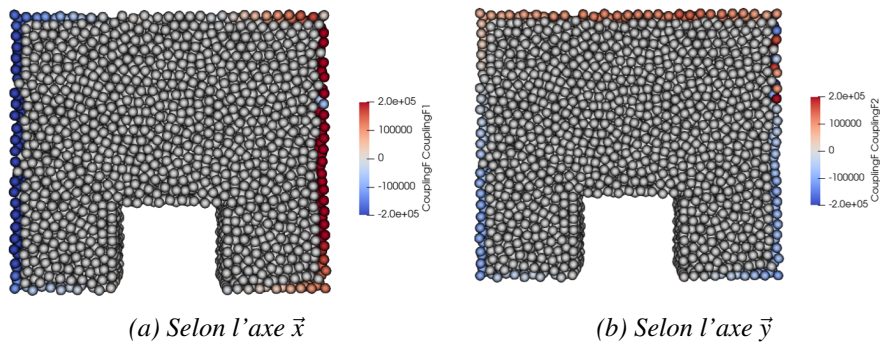 2.0e+05
100000
0
-100000
-2.0e+05
CouplingF CouplingF1
2.0e+05
100000
0
-100000
-2.0e+05
CouplingF CouplingF2
(a) Selon l'axe x⃗
(b) Selon l'axe y⃗